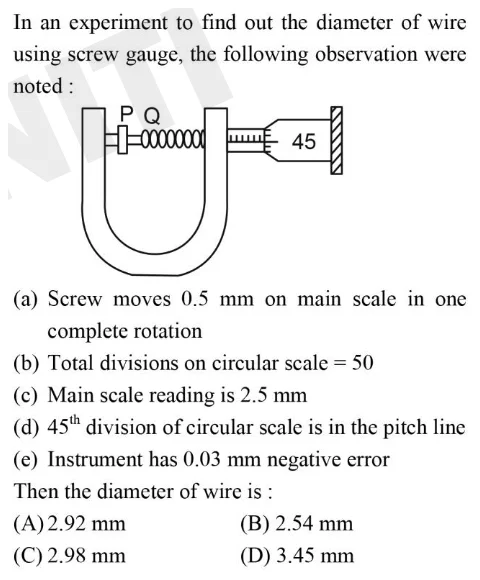 In an experiment to find out the diameter of wire
using screw gauge, the following observation were
noted :
P Q
45
(a) Screw moves 0.5 mm on main scale in one
complete rotation
(b) Total divisions on circular scale = 50
(c) Main scale reading is 2.5 mm
(d) 45th division of circular scale is in the pitch line
(e) Instrument has 0.03 mm negative error
Then the diameter of wire is :
(A) 2.92 mm (B) 2.54 mm
(C) 2.98 mm (D) 3.45 mm